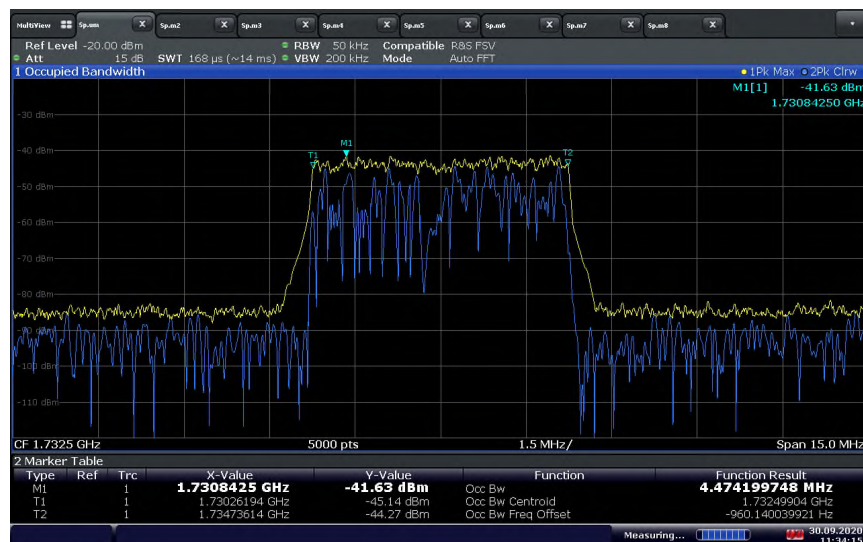 MultiView Sp.um X Sp.m2 X Sp.m3 X Sp.m4 X Sp.m5 X Sp.m6 X Sp.m7 X Sp.m8 X
Ref Level -20.00 dBm RBW 50 kHz Compatible R&S FSV
Att 15 dB SWT 168 µs (~14 ms) VBW 200 kHz Mode Auto FFT
1 Occupied Bandwidth 1Pk Max 2Pk Clrw
M1[1] -41.63 dBm
1.73084250 GHz
-30 dBm
-40 dBm
M1
T1 T2
-50 dBm
-60 dBm
-70 dBm
-80 dBm
-90 dBm
-100 dBm
-110 dBm
CF 1.7325 GHz 5000 pts 1.5 MHz/ Span 15.0 MHz
2 Marker Table
Type Ref Trc X-Value Y-Value Function Function Result
M1 1 1.7308425 GHz -41.63 dBm Occ Bw 4.474199748 MHz
T1 1 1.73026194 GHz -45.14 dBm Occ Bw Centroid 1.73249904 GHz
T2 1 1.73473614 GHz -44.27 dBm Occ Bw Freq Offset -960.140039921 Hz
Measuring... 30.09.2020
11:34:15